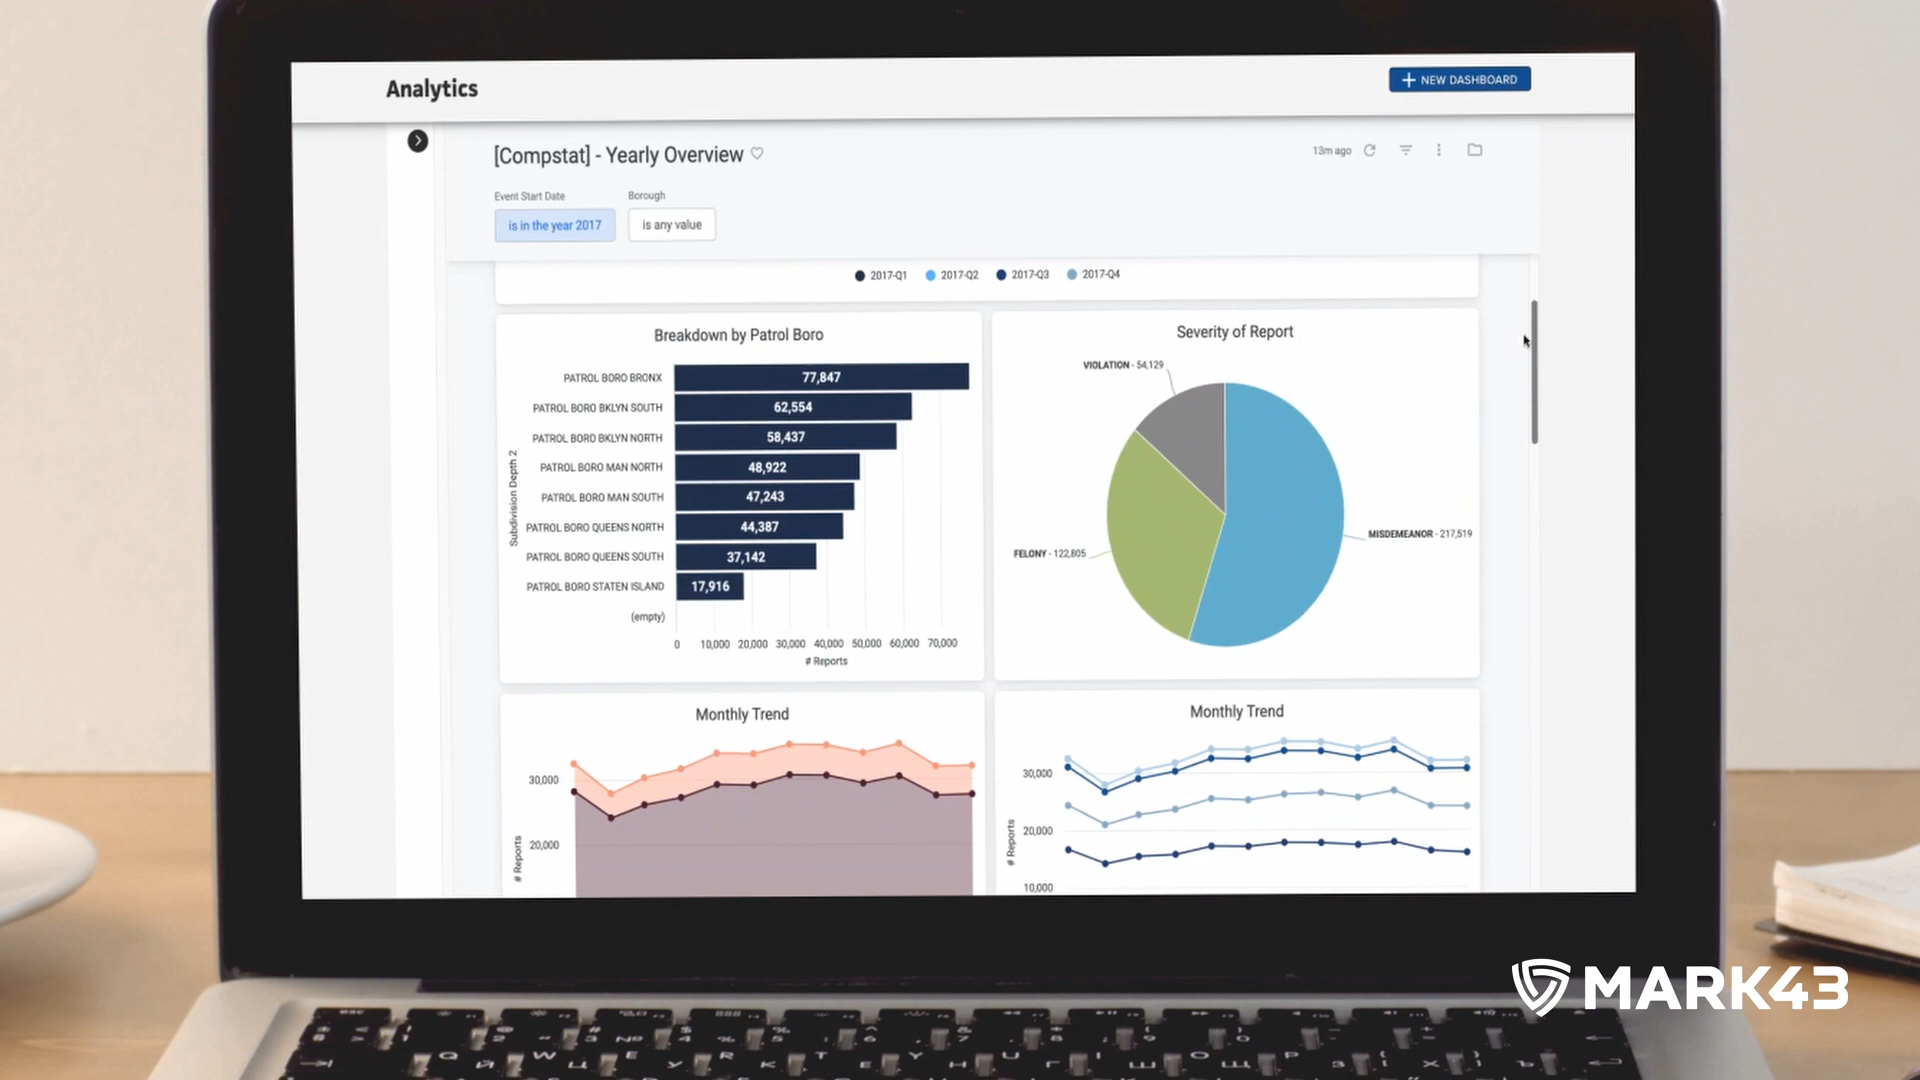 Analytics
+ NEW DASHBOARD
[Compstat] - Yearly Overview
13m ago
Event Start Date
Borough
is in the year 2017
is any value
2017-Q1 2017-Q2 2017-Q3 2017-Q4
Breakdown by Patrol Boro
Subdivision Depth 2
PATROL BORO BRONX 77,847
PATROL BORO BKLYN SOUTH 62,554
PATROL BORO BKLYN NORTH 58,437
PATROL BORO MAN NORTH 48,922
PATROL BORO MAN SOUTH 47,243
PATROL BORO QUEENS NORTH 44,387
PATROL BORO QUEENS SOUTH 37,142
PATROL BORO STATEN ISLAND 17,916
(empty)
0 10,000 20,000 30,000 40,000 50,000 60,000 70,000
# Reports
Severity of Report
VIOLATION - 54,129
MISDEMEANOR - 217,519
FELONY - 122,805
Monthly Trend
30,000
20,000
# Reports
Monthly Trend
30,000
20,000
10,000
# Reports
MARK43
Q W E R T Y U I O P